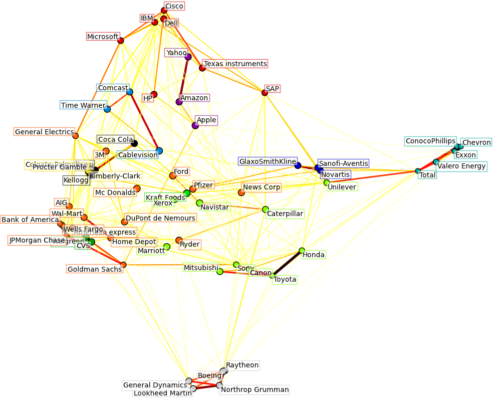 Cisco
IBM
Dell
Microsoft
Yahoo
Texas instruments
Comcast
HP
SAP
Time Warner
Amazon
Apple
General Electrics
Coca Cola
3M
Cablevision
ConocoPhillips
Chevron
Exxon
Valero Energy
Total
GlaxoSmithKline
Sanofi-Aventis
Novartis
Unilever
Procter Gamble
Kimberly-Clark
Kellogg
Ford
Pfizer
Mc Donalds
Kraft Foods
Xerox
News Corp
Navistar
Caterpillar
AIG
Wal-Mart
Bank of America
DuPont de Nemours
Wells Fargo
express
JPMorgan Chase
CVS
Home Depot
Ryder
Marriott
Goldman Sachs
Mitsubishi
Sony
Canon
Honda
Toyota
Raytheon
Boeing
General Dynamics
Lookheed Martin
Northrop Grumman